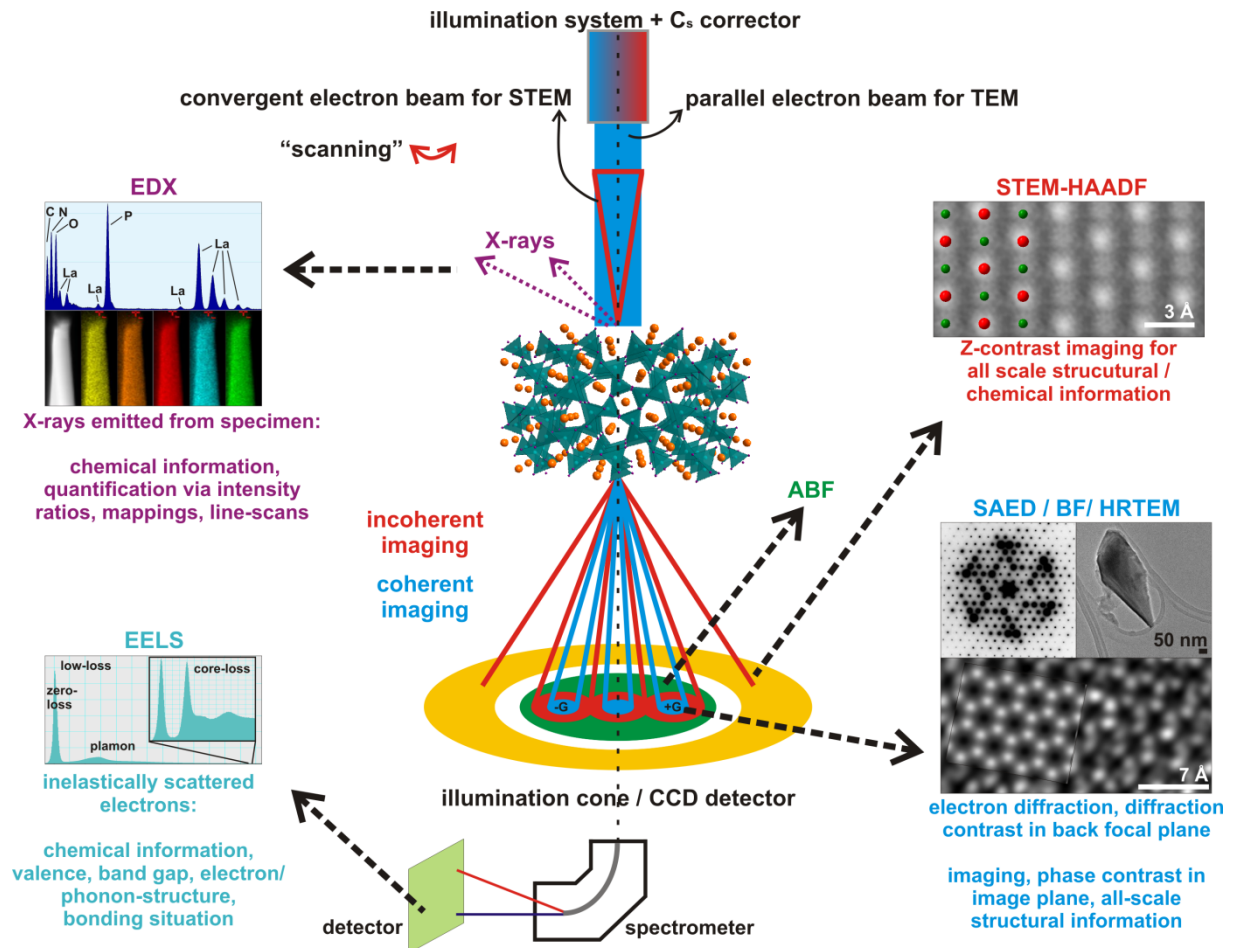 illumination system + Cs corrector
convergent electron beam for STEM
parallel electron beam for TEM
“scanning”
EDX
C
N
O
P
La
La
La
La
X-rays
X-rays emitted from specimen:
chemical information,
quantification via intensity
ratios, mappings, line-scans
STEM-HAADF
3 Å
Z-contrast imaging for
all scale strucutural /
chemical information
incoherent
imaging
coherent
imaging
ABF
-G
+G
SAED / BF/ HRTEM
50 nm
7 Å
electron diffraction, diffraction
contrast in back focal plane
imaging, phase contrast in
image plane, all-scale
structural information
EELS
low-loss
core-loss
zero-
loss
plamon
inelastically scattered
electrons:
chemical information,
valence, band gap, electron/
phonon-structure,
bonding situation
illumination cone / CCD detector
detector
spectrometer